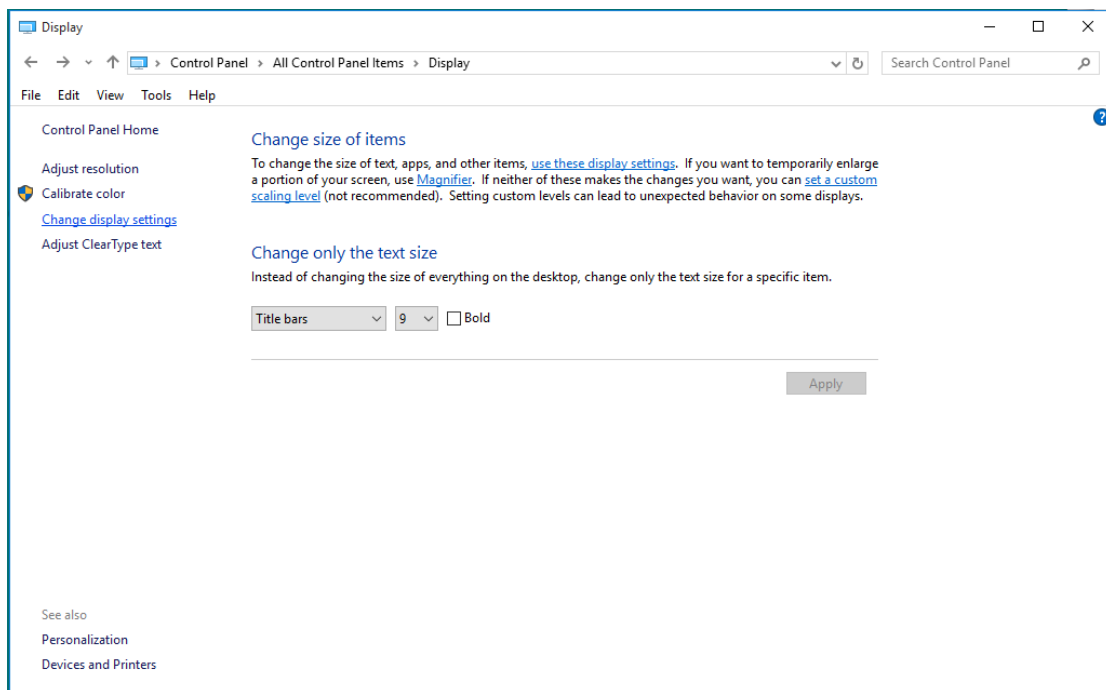 Display
Control Panel > All Control Panel Items > Display
Search Control Panel
File Edit View Tools Help
?
Control Panel Home
Adjust resolution
Calibrate color
Change display settings
Adjust ClearType text
Change size of items
To change the size of text, apps, and other items, use these display settings. If you want to temporarily enlarge
a portion of your screen, use Magnifier. If neither of these makes the changes you want, you can set a custom
scaling level (not recommended). Setting custom levels can lead to unexpected behavior on some displays.
Change only the text size
Instead of changing the size of everything on the desktop, change only the text size for a specific item.
Title bars 9 Bold
Apply
See also
Personalization
Devices and Printers